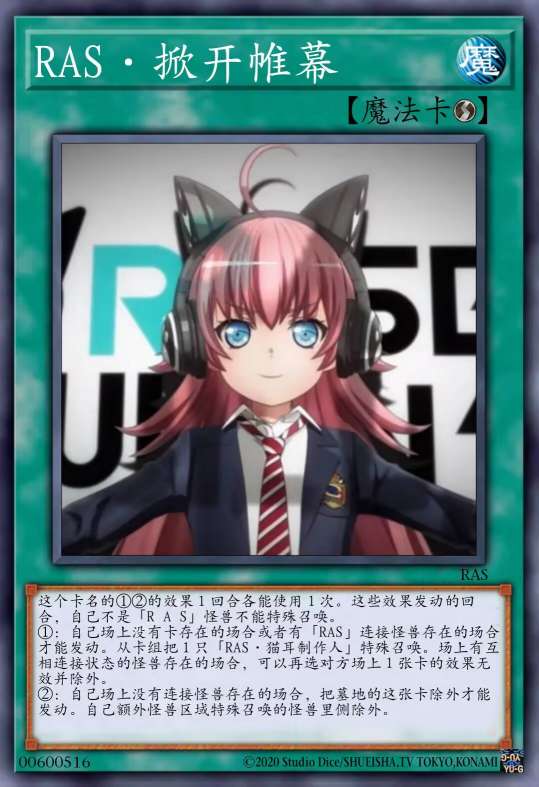 RAS·掀开帷幕
魔
【魔法卡】
RAS
这个卡名的①②的效果1回合各能使用1次。这些效果发动的回
合，自己不是「RAS」怪兽不能特殊召唤。
①：自己场上没有卡存在的场合或者有「RAS」连接怪兽存在的场合
才能发动。从卡组把1只「RAS·猫耳制作人」特殊召唤。场上有互
相连接状态的怪兽存在的场合，可以再选对方场上1张卡的效果无
效并除外。
②：自己场上没有连接怪兽存在的场合，把墓地的这张卡除外才能
发动。自己额外怪兽区域特殊召唤的怪兽里侧除外。
00600516
©2020 Studio Dice/SHUEISHA,TV TOKYO,KONAMI